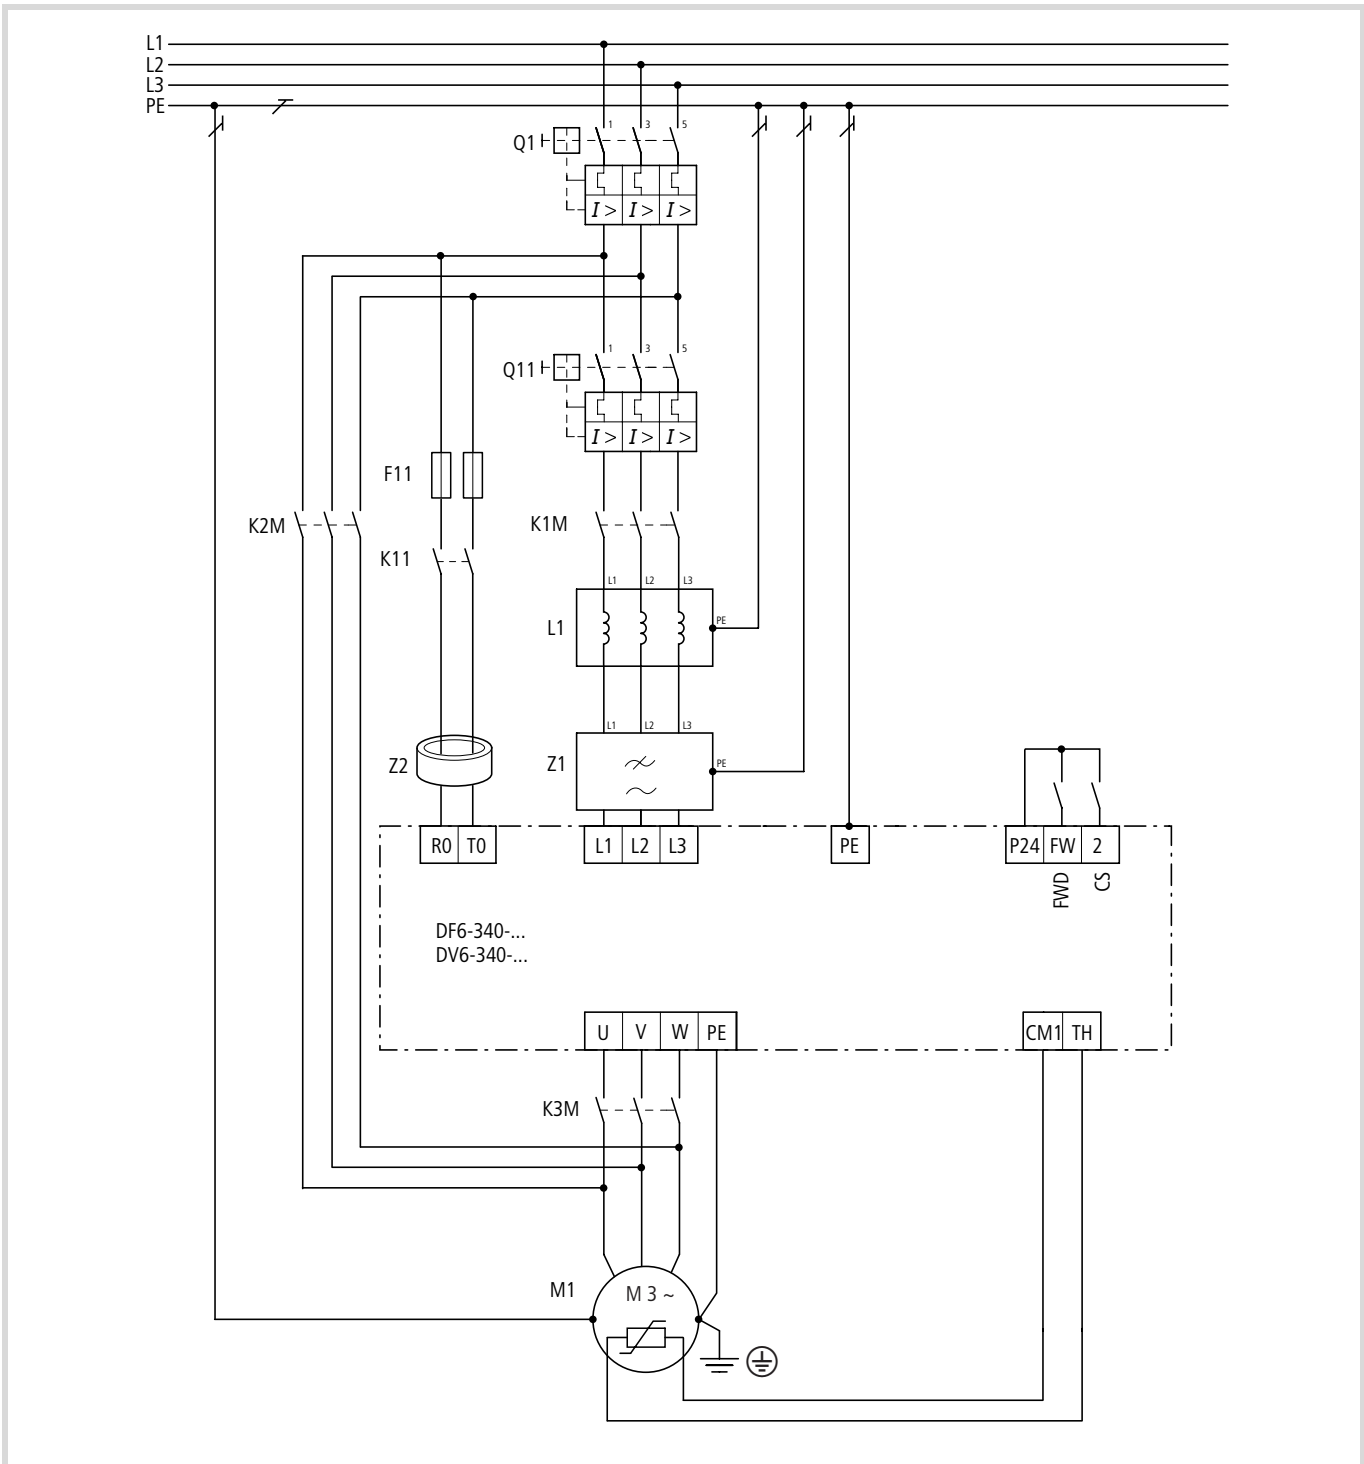 L1
L2
L3
PE
1 3 5
Q1
I > I > I >
1 3 5
Q11
I > I > I >
F11
K2M
K1M
K11
L1 L2 L3
L1
PE
L1 L2 L3
Z2
Z1
PE
R0 T0
L1 L2 L3
PE
P24 FW 2
FWD
CS
DF6-340-...
DV6-340-...
U V W PE
CM1 TH
K3M
M1
M 3 ~